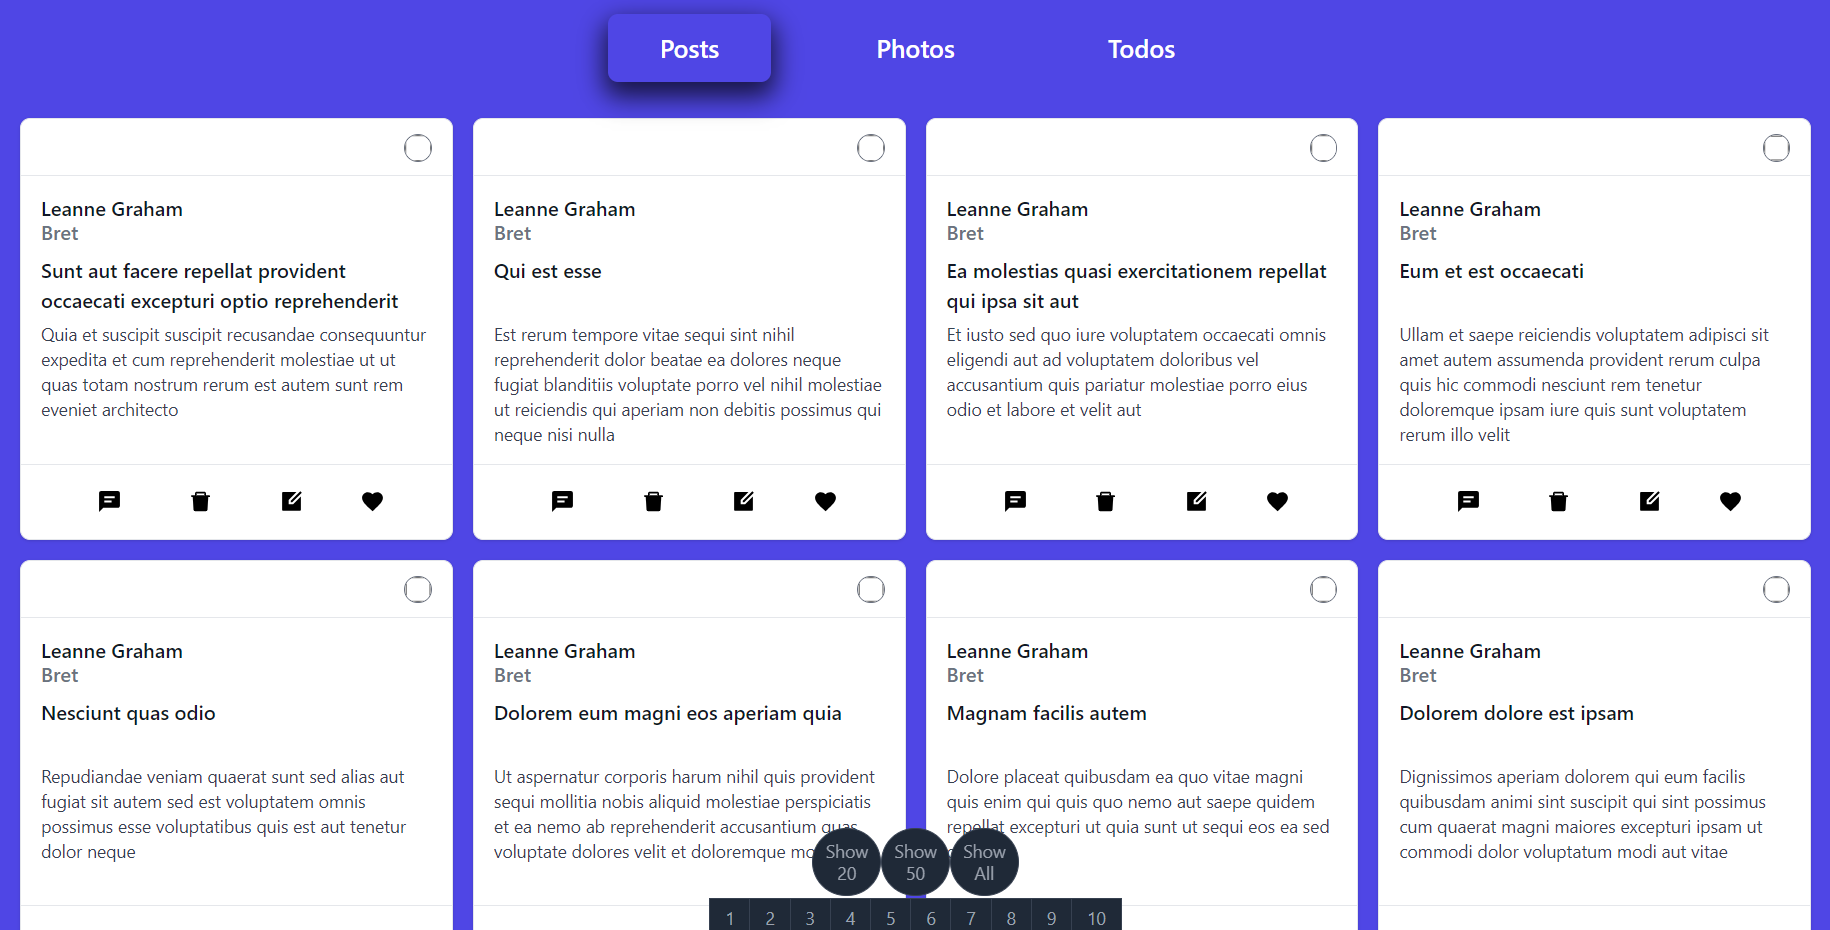 Posts Photos Todos
Leanne Graham
Bret
Sunt aut facere repellat provident
occaecati excepturi optio reprehenderit
Quia et suscipit suscipit recusandae consequuntur
expedita et cum reprehenderit molestiae ut ut
quas totam nostrum rerum est autem sunt rem
eveniet architecto
Leanne Graham
Bret
Qui est esse
Est rerum tempore vitae sequi sint nihil
reprehenderit dolor beatae ea dolores neque
fugiat blanditiis voluptate porro vel nihil molestiae
ut reiciendis qui aperiam non debitis possimus qui
neque nisi nulla
Leanne Graham
Bret
Ea molestias quasi exercitationem repellat
qui ipsa sit aut
Et iusto sed quo iure voluptatem occaecati omnis
eligendi aut ad voluptatem doloribus vel
accusantium quis pariatur molestiae porro eius
odio et labore et velit aut
Leanne Graham
Bret
Eum et est occaecati
Ullam et saepe reiciendis voluptatem adipisci sit
amet autem assumenda provident rerum culpa
quis hic commodi nesciunt rem tenetur
doloremque ipsam iure quis sunt voluptatem
rerum illo velit
Leanne Graham
Bret
Nesciunt quas odio
Repudiandae veniam quaerat sunt sed alias aut
fugiat sit autem sed est voluptatem omnis
possimus esse voluptatibus quis est aut tenetur
dolor neque
Leanne Graham
Bret
Dolorem eum magni eos aperiam quia
Ut aspernatur corporis harum nihil quis provident
sequi mollitia nobis aliquid molestiae perspiciatis
et ea nemo ab reprehenderit accusantium quas
voluptate dolores velit et doloremque
Leanne Graham
Bret
Magnam facilis autem
Dolore placeat quibusdam ea quo vitae magni
quis enim qui quis quo nemo aut saepe quidem
repellat excepturi ut quia sunt ut sequi eos ea sed
Leanne Graham
Bret
Dolorem dolore est ipsam
Dignissimos aperiam dolorem qui eum facilis
quibusdam animi sint suscipit qui sint possimus
cum quaerat magni maiores excepturi ipsam ut
commodi dolor voluptatum modi aut vitae
Show
20
Show
50
Show
All
1 2 3 4 5 6 7 8 9 10